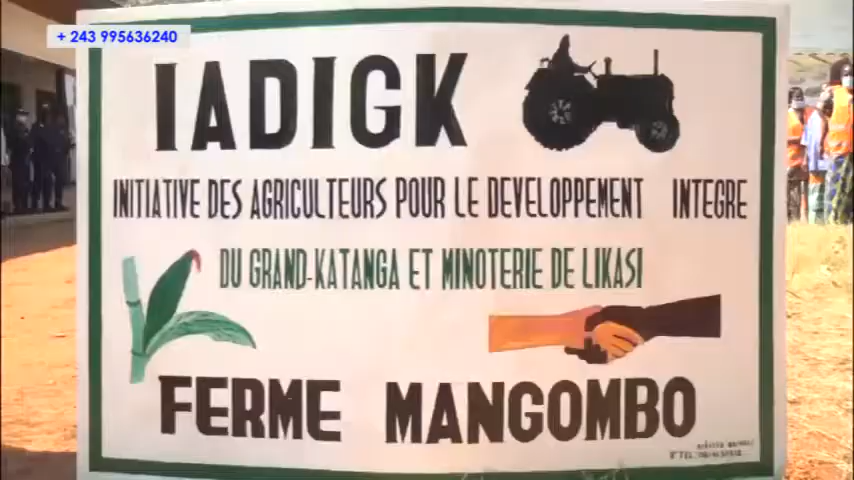 + 243 995636240
IADIGK
INITIATIVE DES AGRICULTEURS POUR LE DEVELOPPEMENT INTEGRE
DU GRAND-KATANGA ET MINOTERIE DE LIKASI
FERME MANGOMBO